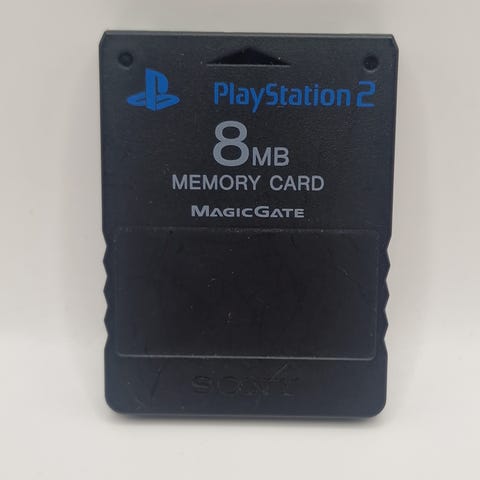 PlayStation 2
8MB
MEMORY CARD
MAGICGATE
SONY